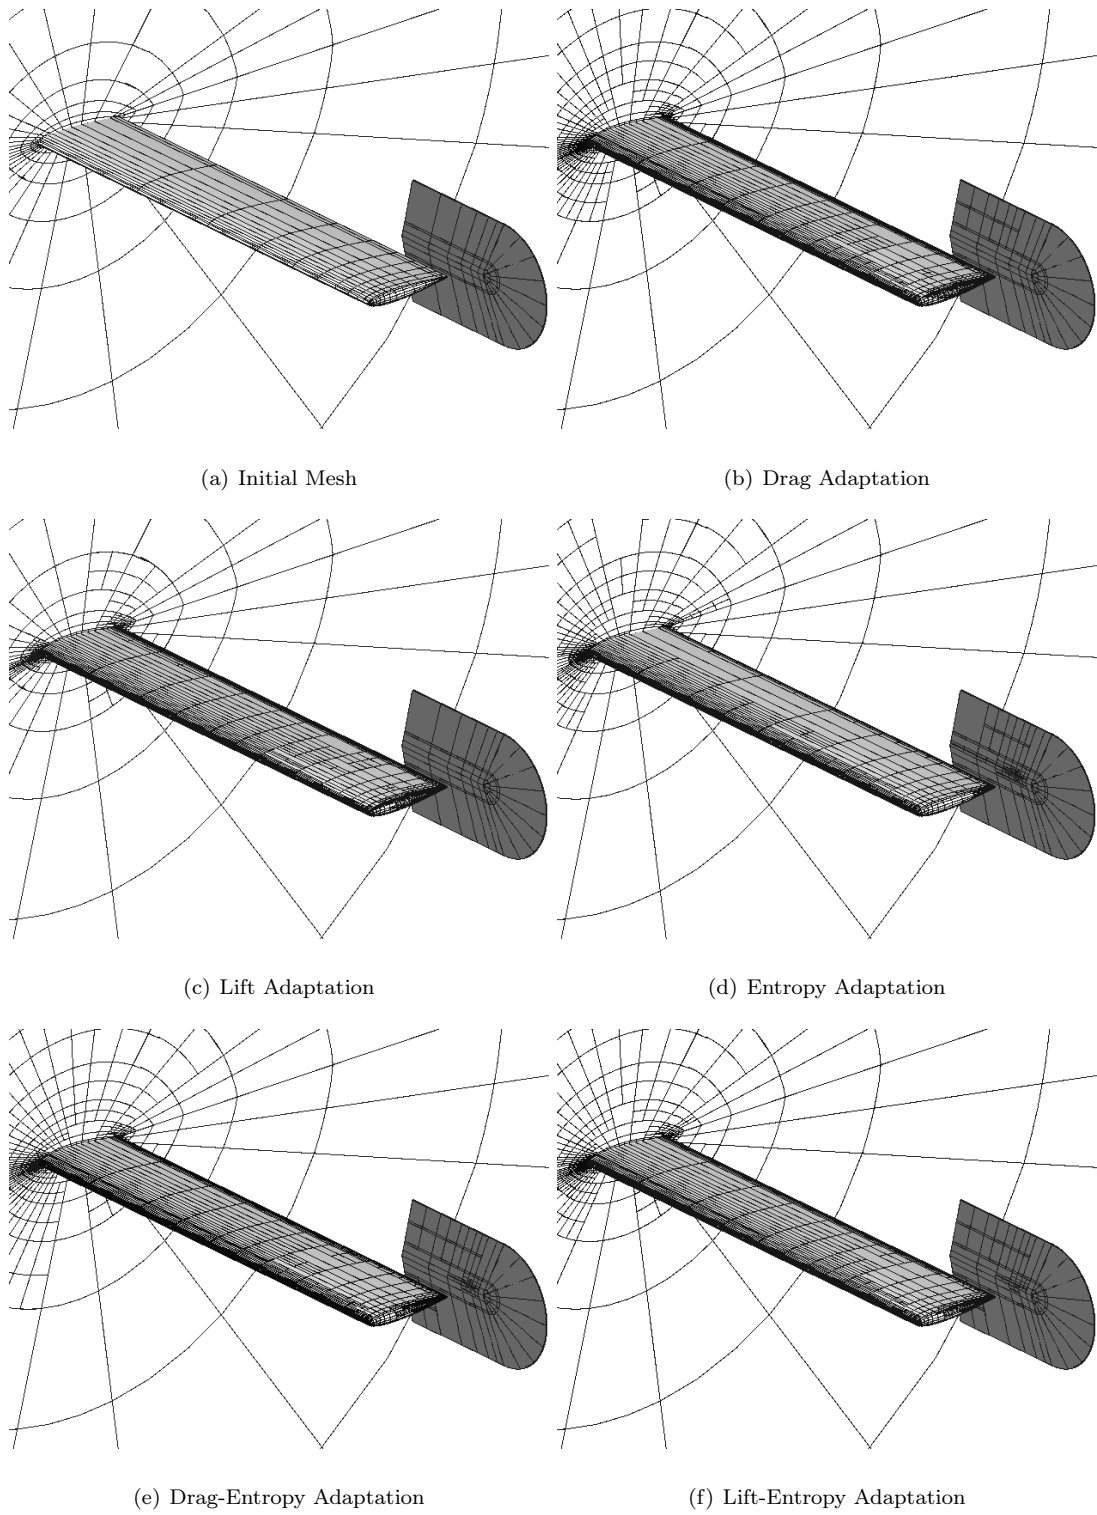 (a) Initial Mesh
(b) Drag Adaptation
(c) Lift Adaptation
(d) Entropy Adaptation
(e) Drag-Entropy Adaptation
(f) Lift-Entropy Adaptation